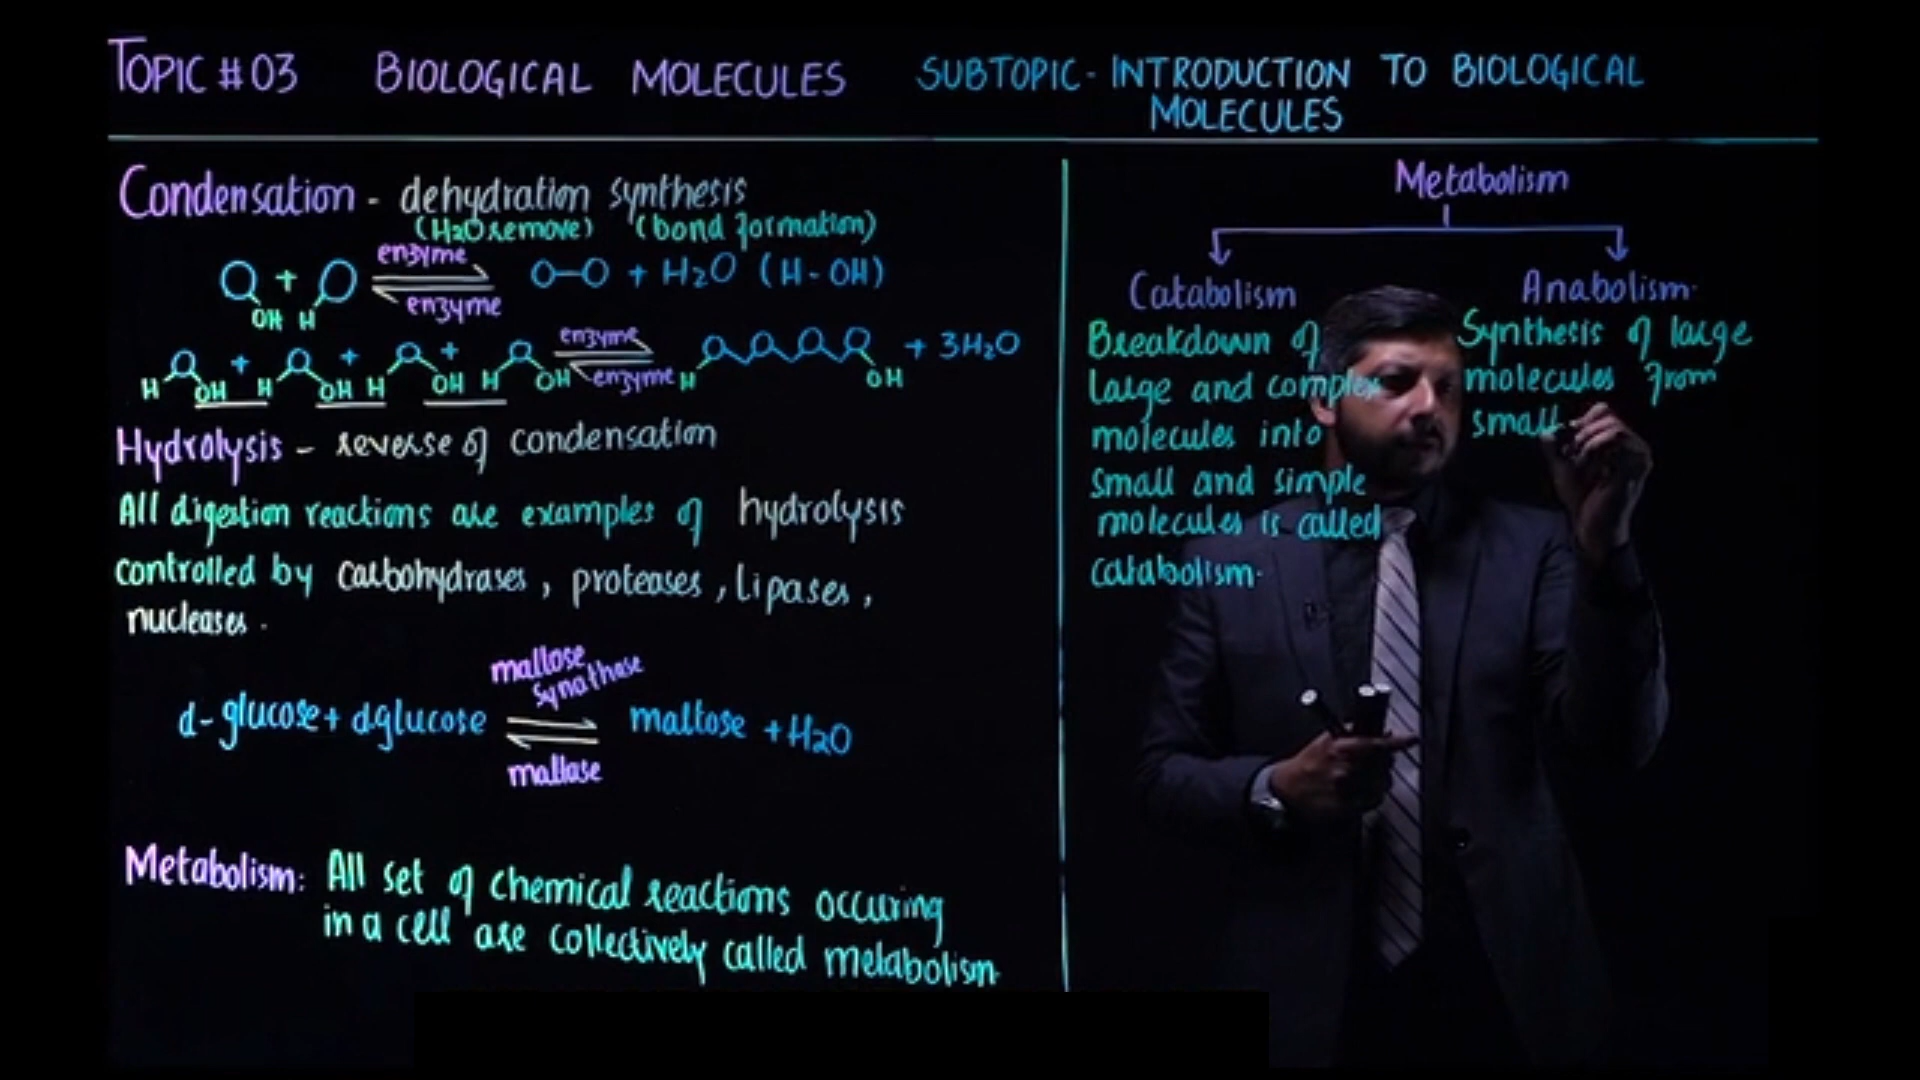 TOPIC # 03 BIOLOGICAL MOLECULES SUBTOPIC - INTRODUCTION TO BIOLOGICAL
MOLECULES
Condensation - dehydration synthesis
(H2O remove) (bond formation)
enzyme
+ O-O + H2O (H - OH)
enzyme
OH H
enzyme
+ + + + 3H2O
enzyme
H OH H OH H OH H OH H OH
Hydrolysis - reverse of condensation
All digestion reactions are examples of hydrolysis
controlled by carbohydrases, proteases, lipases,
nucleases.
maltose
synathase
d-glucose + d glucose maltose + H2O
maltase
Metabolism: All set of chemical reactions occuring
in a cell are collectively called metabolism.
Metabolism
Catabolism
Breakdown of
large and complex
molecules into
small and simple
molecules is called
catabolism.
Anabolism.
Synthesis of large
molecules from
small